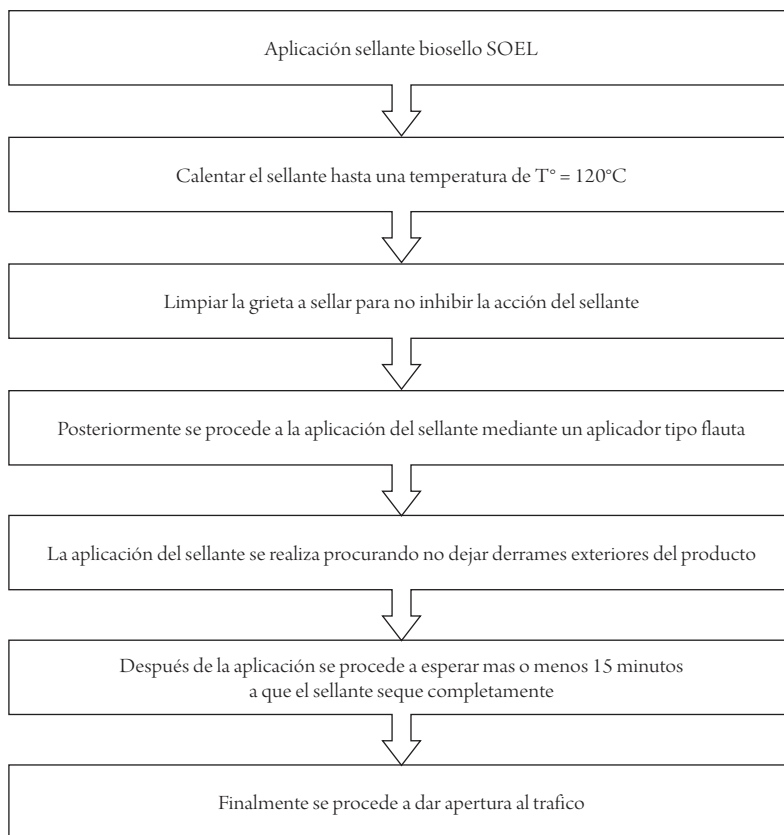 Aplicación sellante biosello SOEL
Calentar el sellante hasta una temperatura de T° = 120°C
Limpiar la grieta a sellar para no inhibir la acción del sellante
Posteriormente se procede a la aplicación del sellante mediante un aplicador tipo flauta
La aplicación del sellante se realiza procurando no dejar derrames exteriores del producto
Después de la aplicación se procede a esperar mas o menos 15 minutos
a que el sellante seque completamente
Finalmente se procede a dar apertura al trafico